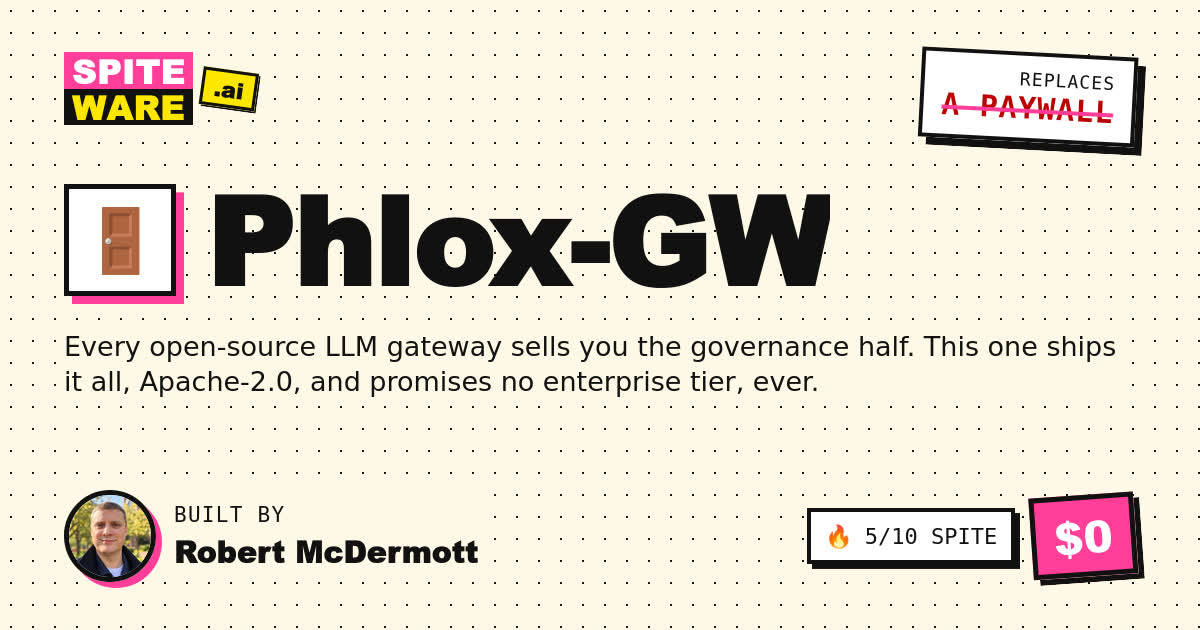 SPITE
WARE
.ai
REPLACES
A PAYWALL
Phlox-GW
Every open-source LLM gateway sells you the governance half. This one ships
it all, Apache-2.0, and promises no enterprise tier, ever.
BUILT BY
Robert McDermott
🔥 5/10 SPITE
$0